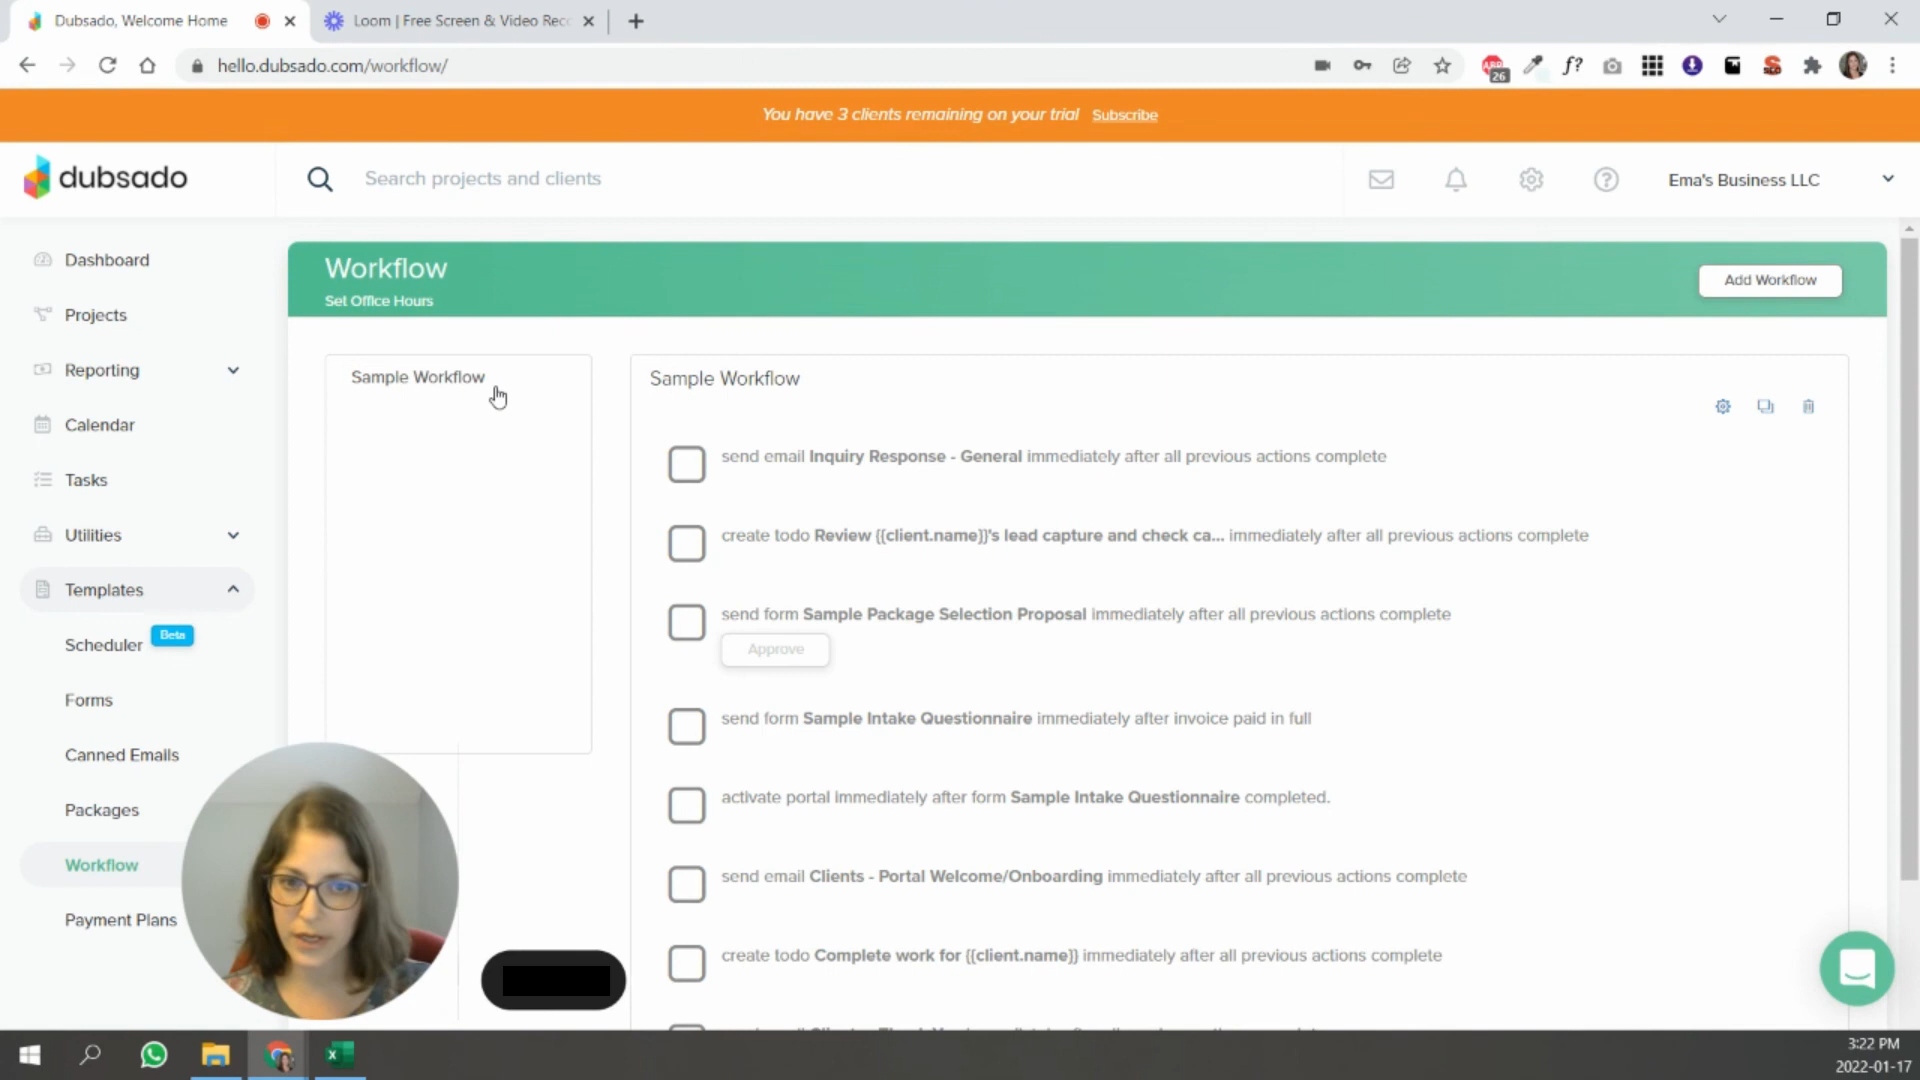 Dubsado, Welcome Home
Loom | Free Screen & Video Rec
hello.dubsado.com/workflow/
ABP
26
f?
You have 3 clients remaining on your trial Subscribe
dubsado
Search projects and clients
Ema's Business LLC
Dashboard
Projects
Reporting
Calendar
Tasks
Utilities
Templates
Scheduler
Beta
Forms
Canned Emails
Packages
Workflow
Payment Plans
Workflow
Set Office Hours
Add Workflow
Sample Workflow
Sample Workflow
send email Inquiry Response - General immediately after all previous actions complete
create todo Review {{client.name}}'s lead capture and check ca... immediately after all previous actions complete
send form Sample Package Selection Proposal immediately after all previous actions complete
Approve
send form Sample Intake Questionnaire immediately after invoice paid in full
activate portal immediately after form Sample Intake Questionnaire completed.
send email Clients - Portal Welcome/Onboarding immediately after all previous actions complete
create todo Complete work for {{client.name}} immediately after all previous actions complete
3:22 PM
2022-01-17